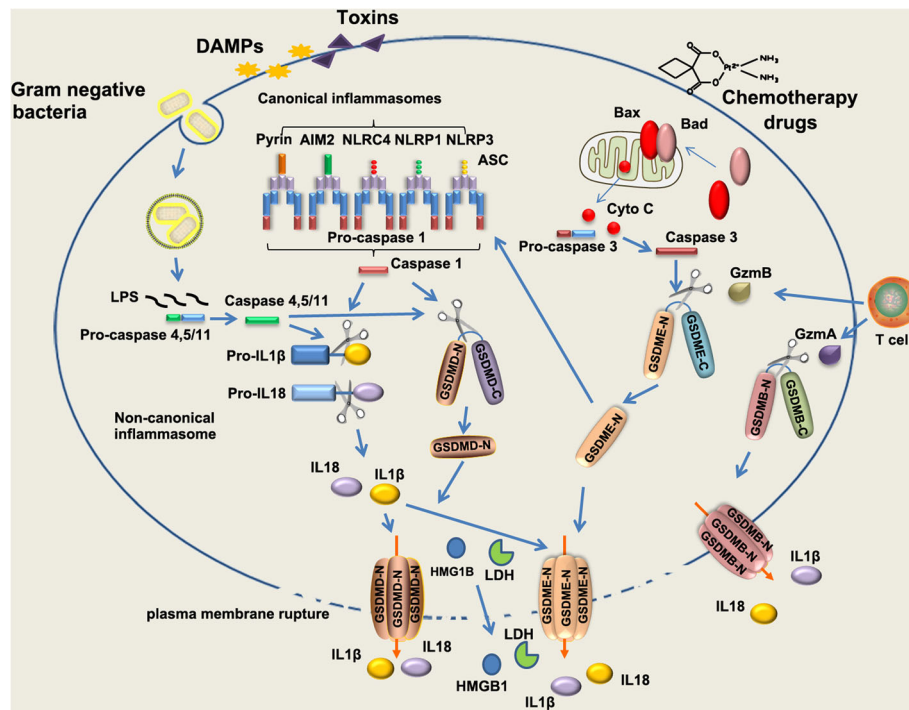 Toxins
DAMPs
Gram negative
bacteria
Canonical inflammasomes
Pyrin AIM2 NLRC4 NLRP1 NLRP3
ASC
Pro-caspase 1
Caspase 1
O
O
O
O
Pt2+
NH3
NH3
Chemotherapy
drugs
Bax
Bad
Cyto C
Pro-caspase 3
Caspase 3
GzmB
GzmA
T cel
LPS
Caspase 4,5/11
Pro-caspase 4,5/11
Pro-IL1β
Pro-IL18
Non-canonical
inflammasome
GSDMD-N
GSDMD-C
GSDMD-N
GSDME-N
GSDME-C
GSDME-N
GSDMB-N
GSDMB-C
IL18
IL1β
HMG1B
LDH
GSDMD-N
GSDMD-N
GSDMD-N
GSDME-N
GSDME-N
GSDME-N
GSDMB-N
GSDMB-N
GSDMB-N
IL1β
IL18
plasma membrane rupture
IL1β
IL18
LDH
HMGB1
IL1β
IL18